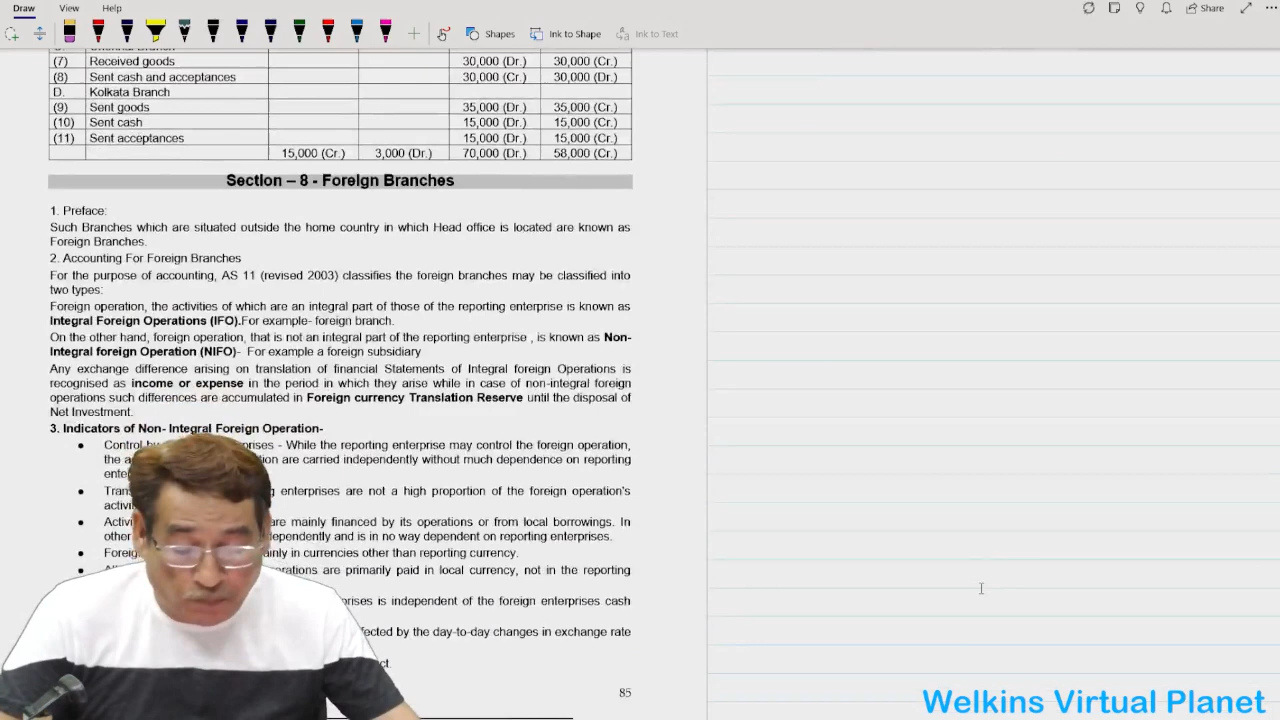 Draw View Help
Share
Shapes Ink to Shape Ink to Text
(7) Received goods 30,000 (Dr.) 30,000 (Cr.)
(8) Sent cash and acceptances 30,000 (Cr.) 30,000 (Dr.)
D. Kolkata Branch
(9) Sent goods 35,000 (Dr.) 35,000 (Cr.)
(10) Sent cash 15,000 (Dr.) 15,000 (Cr.)
(11) Sent acceptances 15,000 (Dr.) 15,000 (Cr.)
15,000 (Cr.) 3,000 (Dr.) 70,000 (Dr.) 58,000 (Cr.)
Section – 8 - Foreign Branches
1. Preface:
Such Branches which are situated outside the home country in which Head office is located are known as
Foreign Branches.
2. Accounting For Foreign Branches
For the purpose of accounting, AS 11 (revised 2003) classifies the foreign branches may be classified into
two types:
Foreign operation, the activities of which are an integral part of those of the reporting enterprise is known as
Integral Foreign Operations (IFO).For example- foreign branch.
On the other hand, foreign operation, that is not an integral part of the reporting enterprise , is known as Non-
Integral foreign Operation (NIFO)- For example a foreign subsidiary
Any exchange difference arising on translation of financial Statements of Integral foreign Operations is
recognised as income or expense in the period in which they arise while in case of non-integral foreign
operations such differences are accumulated in Foreign currency Translation Reserve until the disposal of
Net Investment.
3. Indicators of Non- Integral Foreign Operation-
Control by prises - While the reporting enterprise may control the foreign operation,
the ation are carried independently without much dependence on reporting
g enterprises are not a high proportion of the foreign operation's
are mainly financed by its operations or from local borrowings. In
other dependently and is in no way dependent on reporting enterprises.
ainly in currencies other than reporting currency.
erations are primarily paid in local currency, not in the reporting
prises is independent of the foreign enterprises cash
fected by the day-to-day changes in exchange rate
ct.
85
Welkins Virtual Planet